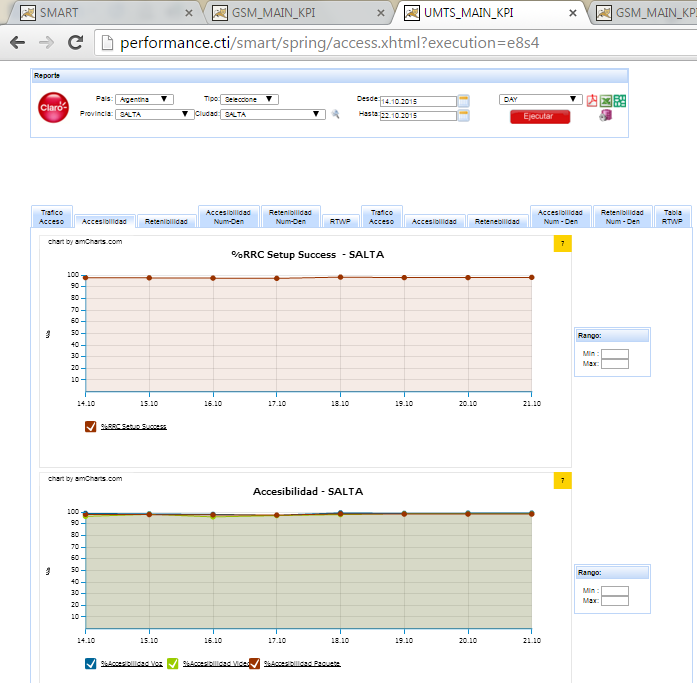 SMART
GSM_MAIN_KPI
UMTS_MAIN_KPI
GSM_MAIN_KPI
performance.cti/smart/spring/access.xhtml?execution=e8s4
Reporte
Claro
Pais: Argentina
Tipo: Seleccione
Desde: 14.10.2015
DAY
Provincia: SALTA
Ciudad: SALTA
Hasta: 22.10.2015
Ejecutar
Trafico Acceso
Accesibilidad
Retenibilidad
Accesibilidad Num-Den
Retenibilidad Num-Den
RTWP
Trafico Acceso
Accesibilidad
Retenebilidad
Accesibilidad Num - Den
Retenibilidad Num - Den
Tabla RTWP
chart by amCharts.com
?
%RRC Setup Success - SALTA
100
90
80
70
60
50
40
30
20
10
%
14.10 15.10 16.10 17.10 18.10 19.10 20.10 21.10
%RRC Setup Success
Rango:
Min :
Max:
chart by amCharts.com
?
Accesibilidad - SALTA
100
90
80
70
60
50
40
30
20
10
%
14.10 15.10 16.10 17.10 18.10 19.10 20.10 21.10
%Accesibilidad Voz %Accesibilidad Video %Accesibilidad Paquete
Rango:
Min :
Max: